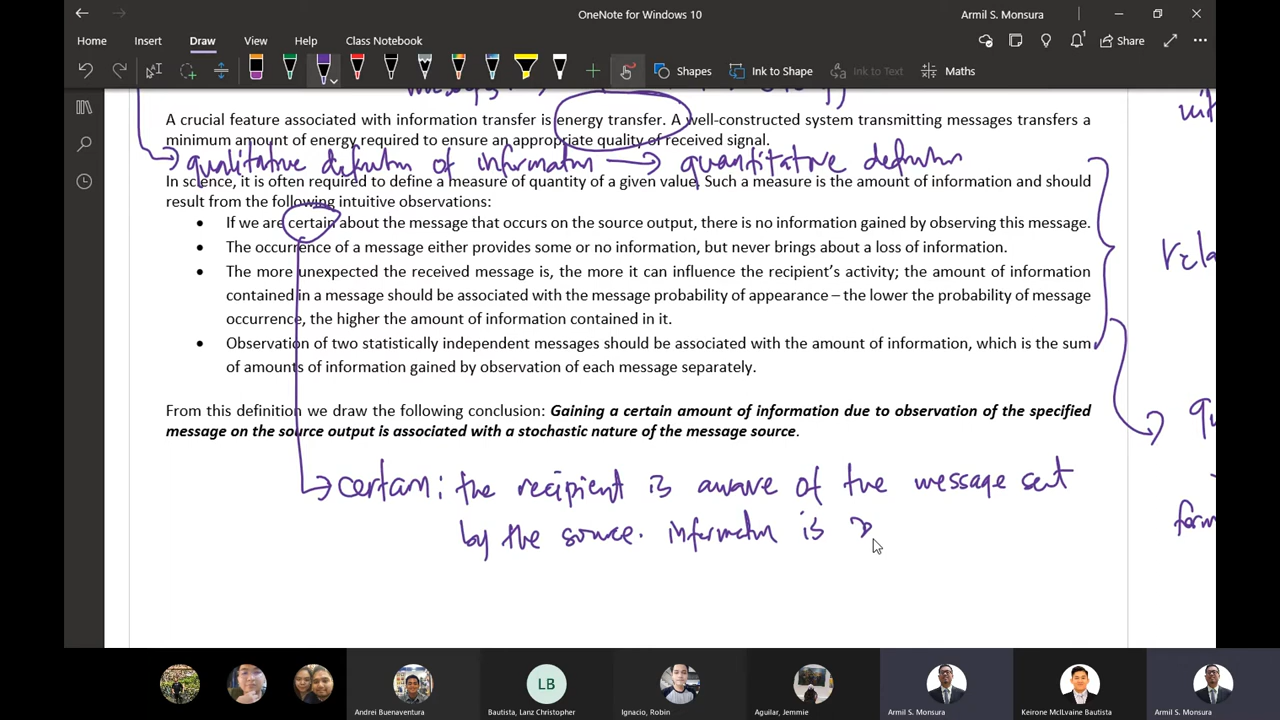 OneNote for Windows 10
Armil S. Monsura
Home Insert Draw View Help Class Notebook
Share
Shapes
Ink to Shape
Ink to Text
Maths
A crucial feature associated with information transfer is energy transfer. A well-constructed system transmitting messages transfers a
minimum amount of energy required to ensure an appropriate quality of received signal.
qualitative definition of information → quantitative definition
In science, it is often required to define a measure of quantity of a given value. Such a measure is the amount of information and should
result from the following intuitive observations:
• If we are certain about the message that occurs on the source output, there is no information gained by observing this message.
• The occurrence of a message either provides some or no information, but never brings about a loss of information.
• The more unexpected the received message is, the more it can influence the recipient's activity; the amount of information
contained in a message should be associated with the message probability of appearance – the lower the probability of message
occurrence, the higher the amount of information contained in it.
• Observation of two statistically independent messages should be associated with the amount of information, which is the sum
of amounts of information gained by observation of each message separately.
From this definition we draw the following conclusion: Gaining a certain amount of information due to observation of the specified
message on the source output is associated with a stochastic nature of the message source.
certain: the recipient is aware of the message sent
by the source. information is
Andrei Buenaventura
LB
Bautista, Lanz Christopher
Ignacio, Robin
Aguilar, Jemmie
Armil S. Monsura
Keirone McIlvaine Bautista
Armil S. Monsura